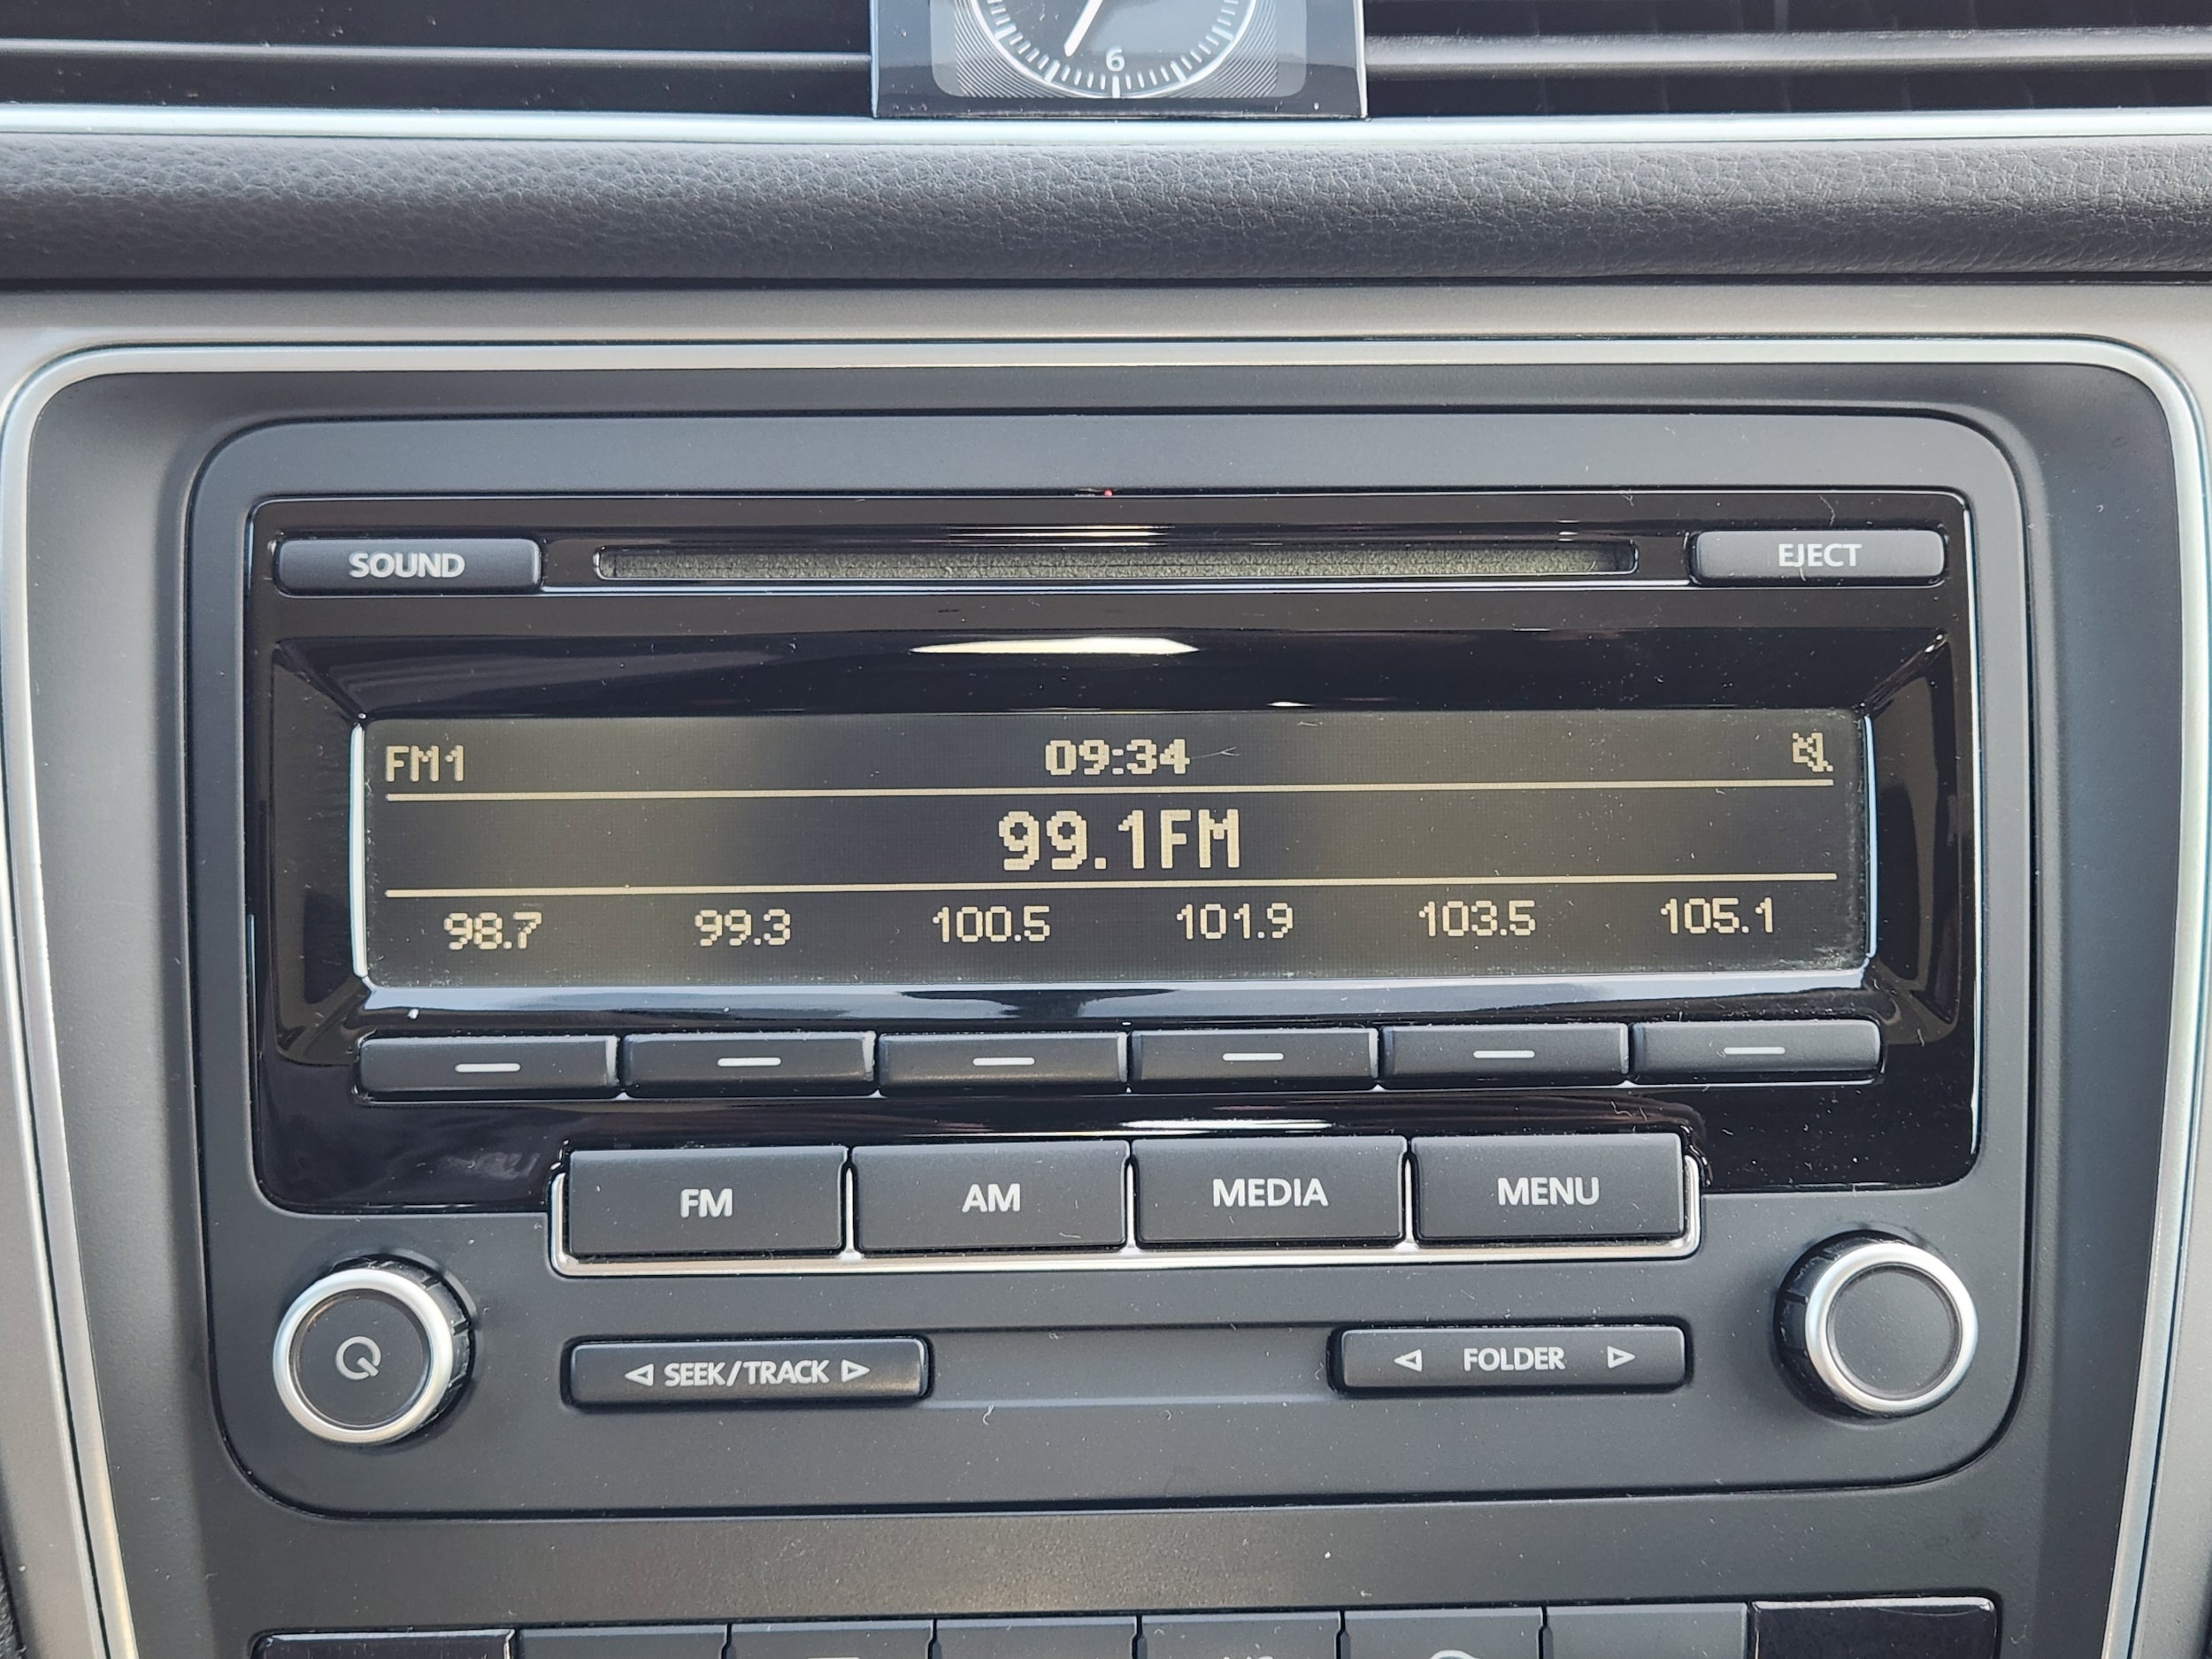 6
SOUND EJECT
FM1 09:34
99.1FM
98.7 99.3 100.5 101.9 103.5 105.1
FM AM MEDIA MENU
SEEK/TRACK FOLDER